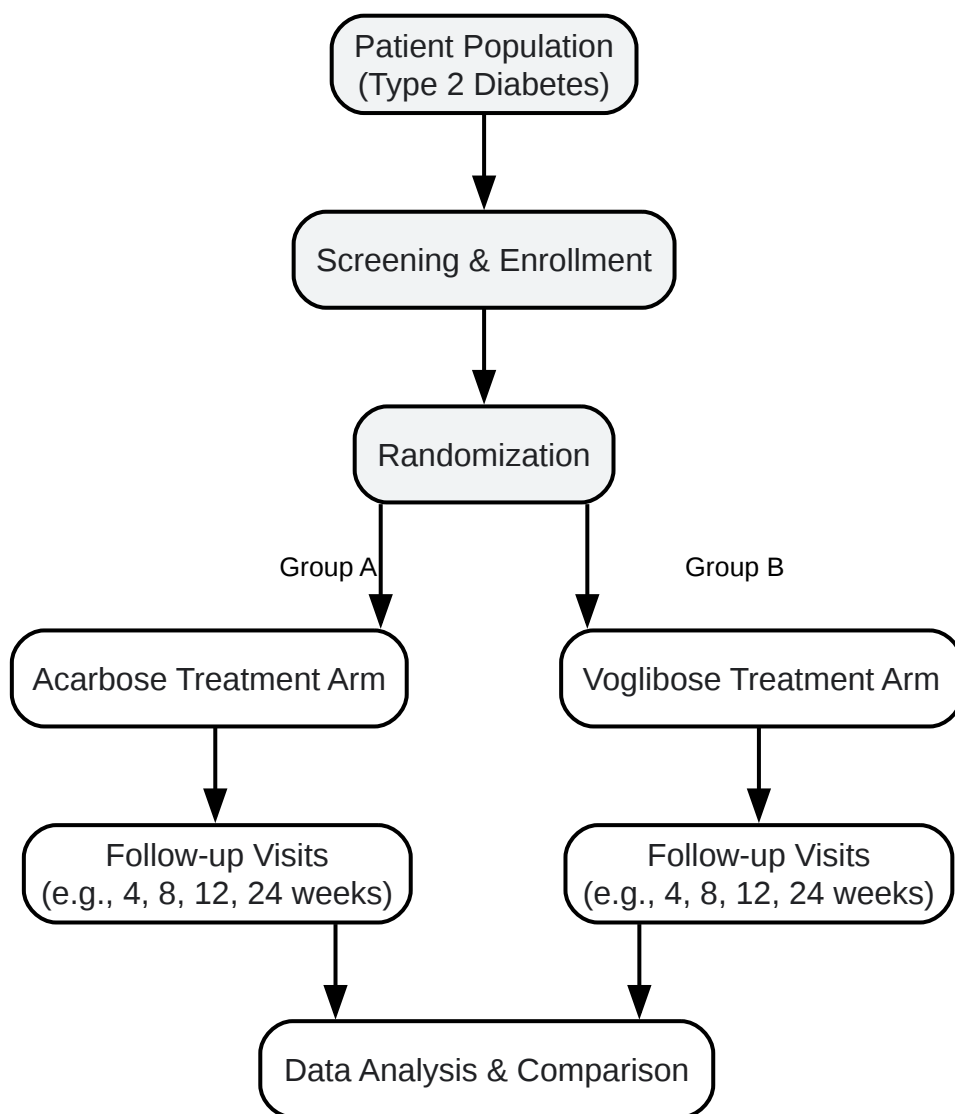 Patient Population
(Type 2 Diabetes)
Screening & Enrollment
Randomization
Group A
Group B
Acarbose Treatment Arm
Voglibose Treatment Arm
Follow-up Visits
(e.g., 4, 8, 12, 24 weeks)
Follow-up Visits
(e.g., 4, 8, 12, 24 weeks)
Data Analysis & Comparison